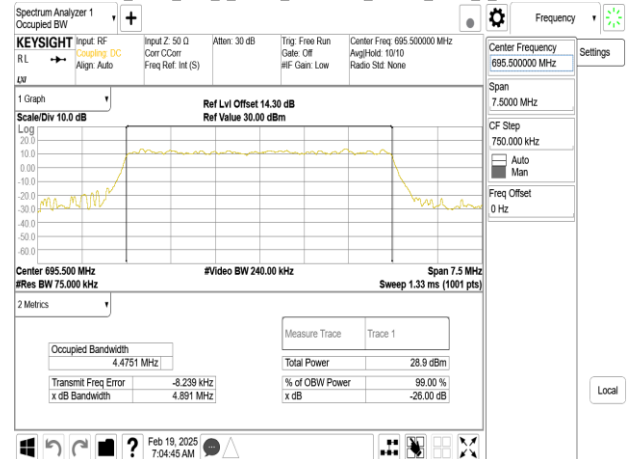 Spectrum Analyzer 1
Occupied BW
Frequency
KEYSIGHT Input: RF Input Z: 50 Ω Atten: 30 dB Trig: Free Run Center Freq: 695.500000 MHz
RL Coupling: DC Corr CCorr Gate: Off Avg|Hold: 10/10
Align: Auto Freq Ref: Int (S) #IF Gain: Low Radio Std: None
LXI
Center Frequency
695.500000 MHz
Settings
Span
7.5000 MHz
CF Step
750.000 kHz
Auto
Man
Freq Offset
0 Hz
Local
1 Graph
Ref Lvl Offset 14.30 dB
Scale/Div 10.0 dB Ref Value 30.00 dBm
Log
20.0
10.0
0.00
-10.0
-20.0
-30.0
-40.0
-50.0
-60.0
Center 695.500 MHz #Video BW 240.00 kHz Span 7.5 MHz
#Res BW 75.000 kHz Sweep 1.33 ms (1001 pts)
2 Metrics
Measure Trace Trace 1
Occupied Bandwidth
4.4751 MHz
Total Power 28.9 dBm
Transmit Freq Error -8.239 kHz % of OBW Power 99.00 %
x dB Bandwidth 4.891 MHz x dB -26.00 dB
? Feb 19, 2025
7:04:45 AM